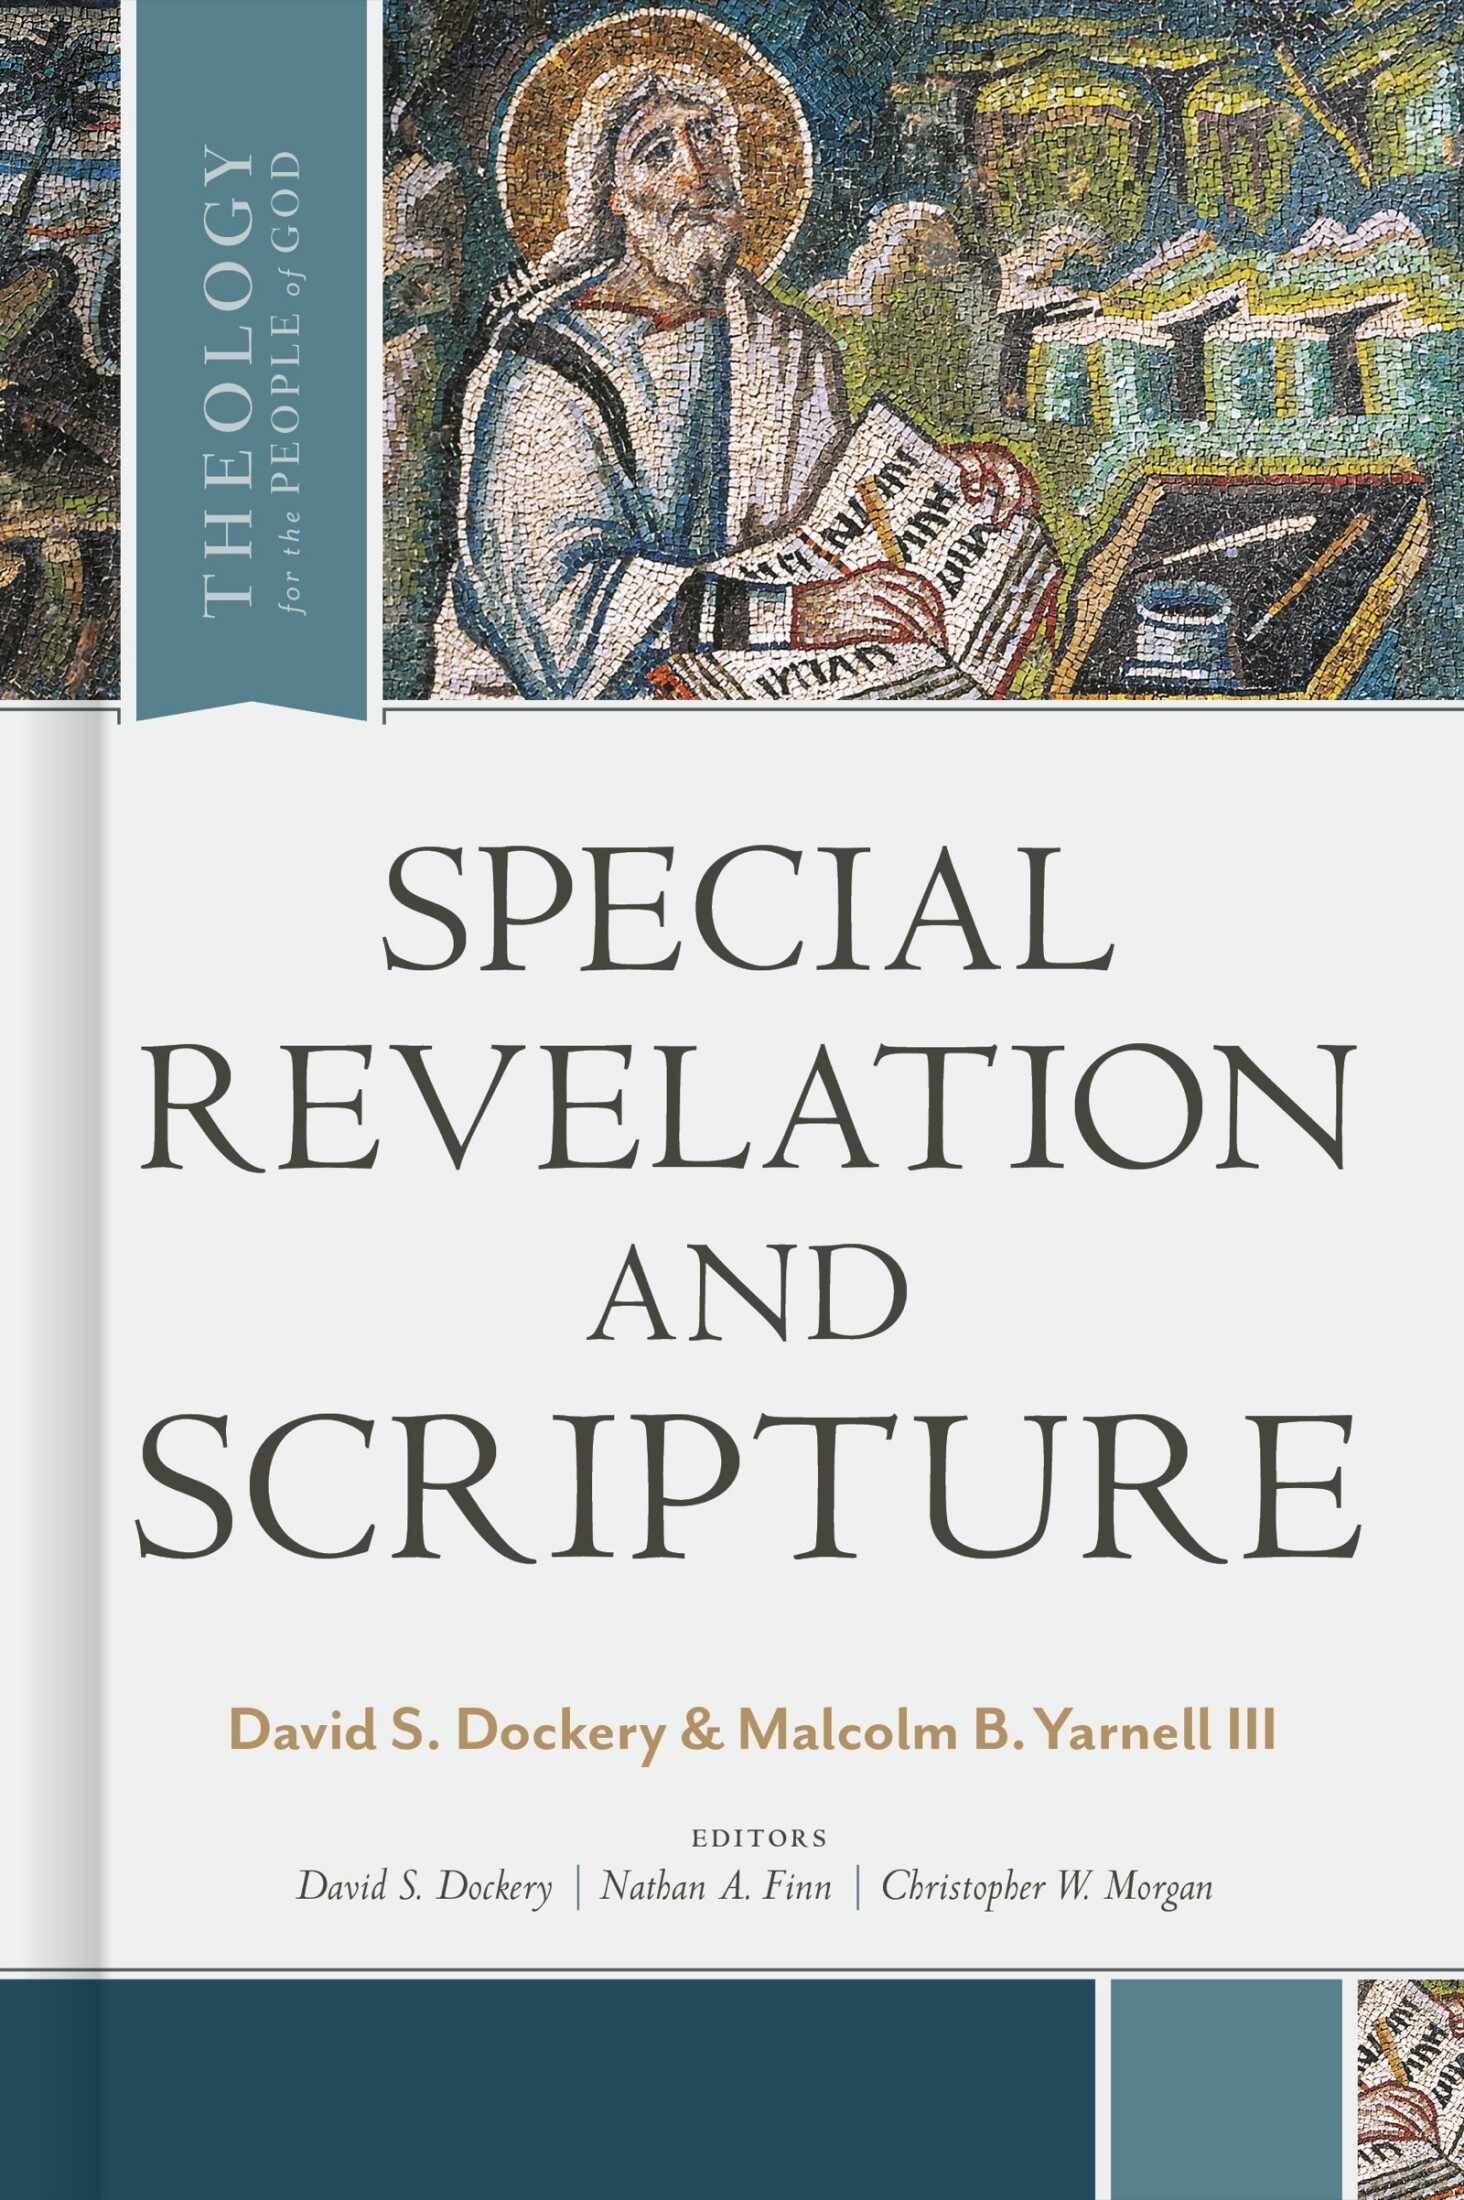 THEOLOGY
for the PEOPLE of GOD
SPECIAL
REVELATION
AND
SCRIPTURE
David S. Dockery & Malcolm B. Yarnell III
EDITORS
David S. Dockery | Nathan A. Finn | Christopher W. Morgan